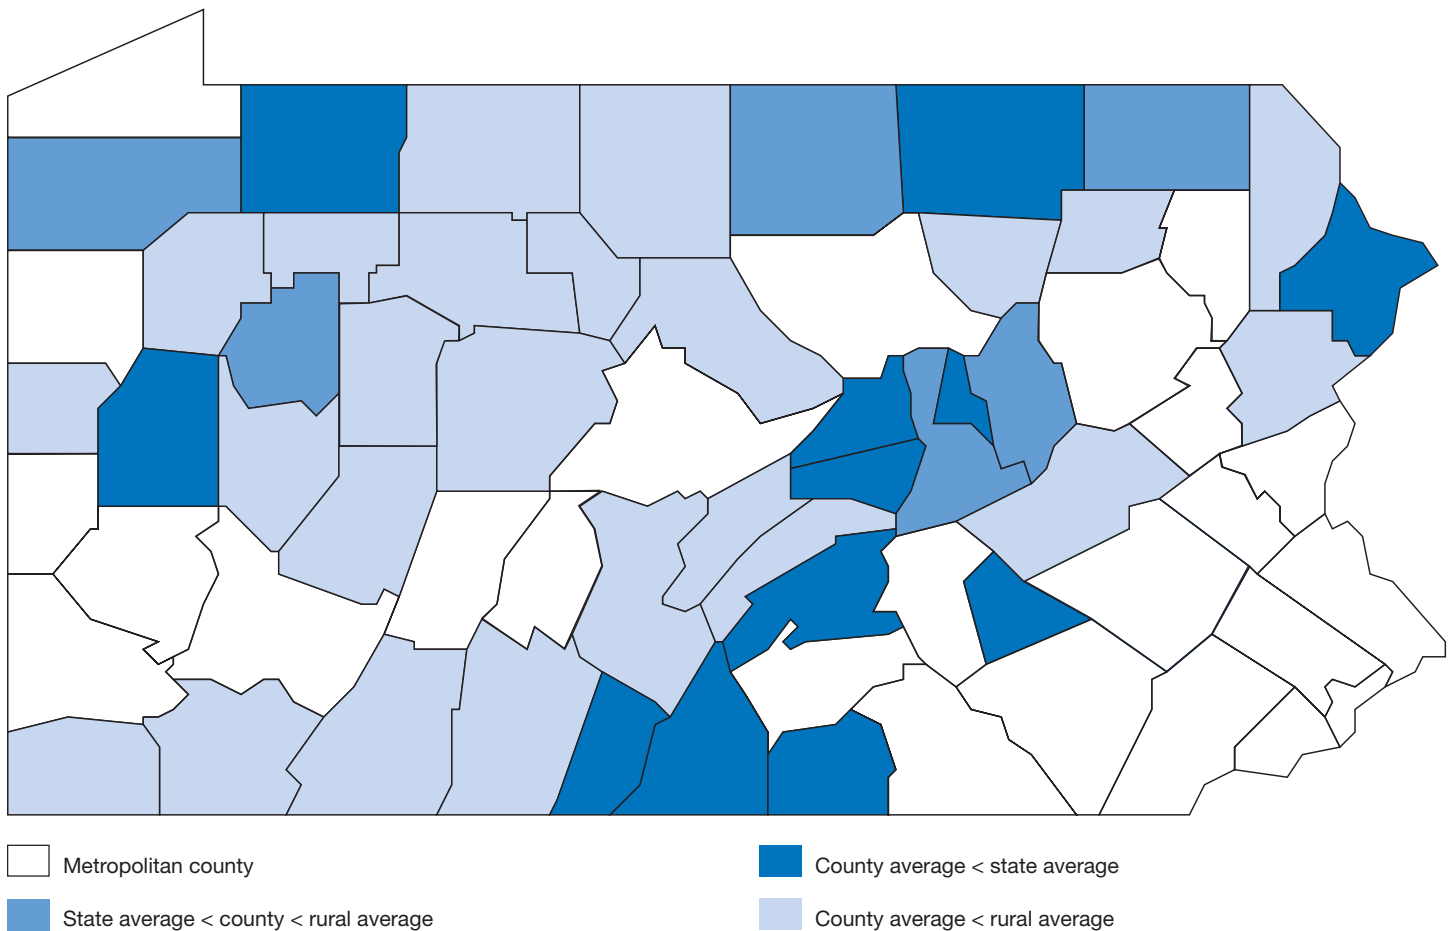 Metropolitan county
State average < county < rural average
County average < state average
County average < rural average